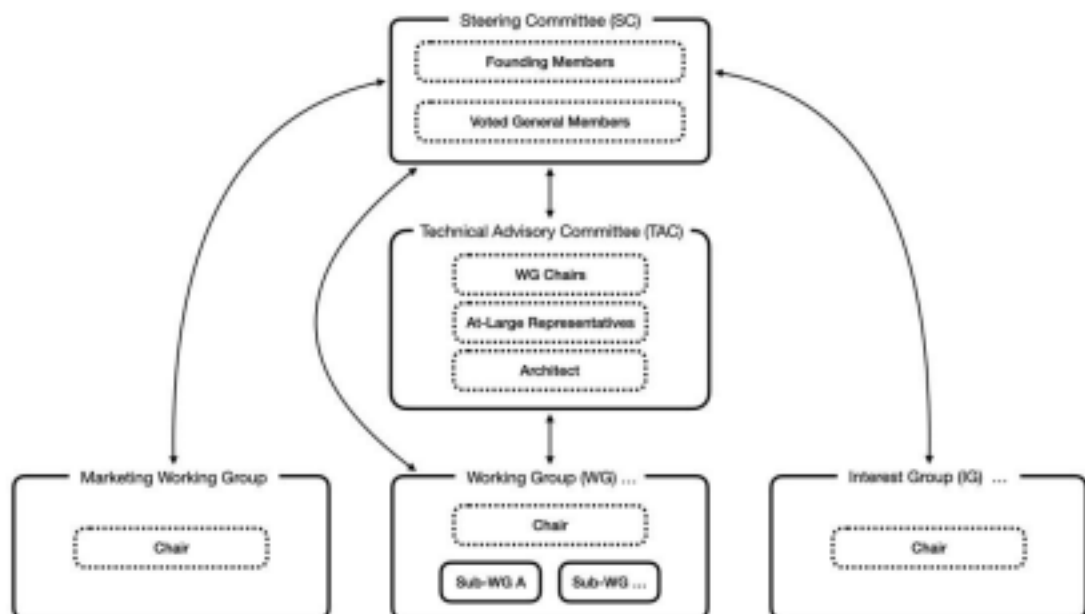 Steering Committee (SC)
Founding Members
Voted General Members
Technical Advisory Committee (TAC)
WG Chairs
At-Large Representatives
Architect
Marketing Working Group
Chair
Working Group (WG) ...
Chair
Sub-WG A
Sub-WG ...
Interest Group (IG) ...
Chair